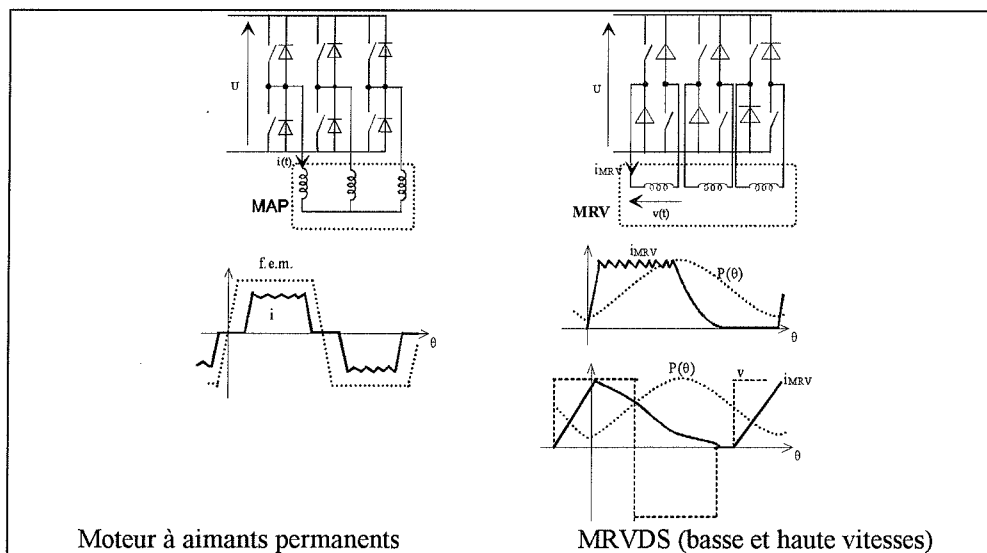 U
i(t)
MAP
f.e.m.
i
θ
Moteur à aimants permanents
U
iMRV
MRV
v(t)
iMRV
P(θ)
θ
P(θ)
v
iMRV
θ
MRVDS (basse et haute vitesses)